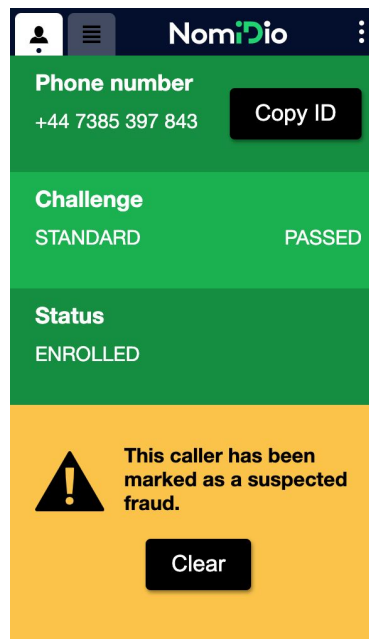 NomiDio
Phone number
+44 7385 397 843
Copy ID
Challenge
STANDARD PASSED
Status
ENROLLED
This caller has been
marked as a suspected
fraud.
Clear